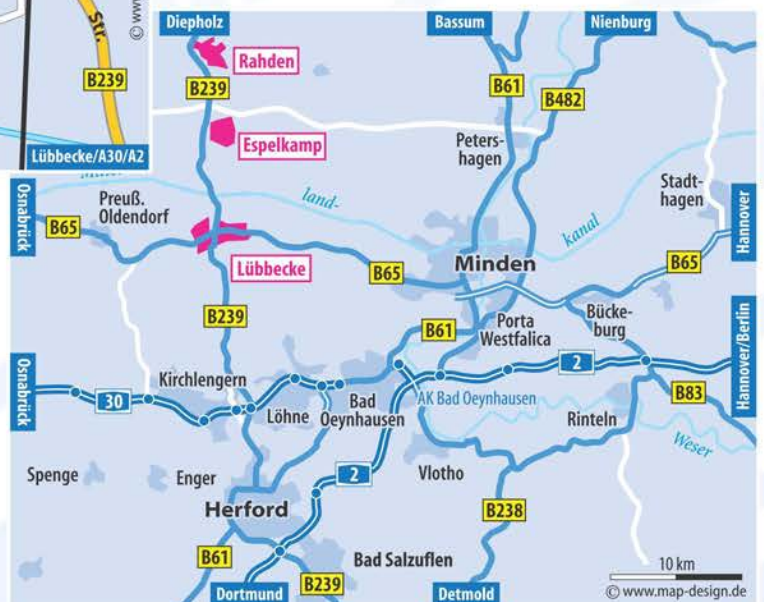 Str.
© www
B239
Lübbecke/A30/A2
Diepholz
Bassum
Nienburg
Rahden
B239
B61
B482
Espelkamp
Peters-
hagen
Osnabrück
Preuß.
Oldendorf
land-
kanal
Stadt-
hagen
Hannover
B65
Lübbecke
B65
Minden
B65
B239
B61
Porta
Westfalica
Bücke-
burg
Hannover/Berlin
Osnabrück
Kirchlengern
30
Löhne
Bad
Oeynhausen
AK Bad Oeynhausen
2
B83
Rinteln
Weser
Spenge
Enger
2
Vlotho
Herford
B238
B61
Bad Salzuflen
B239
Dortmund
Detmold
10 km
© www.map-design.de